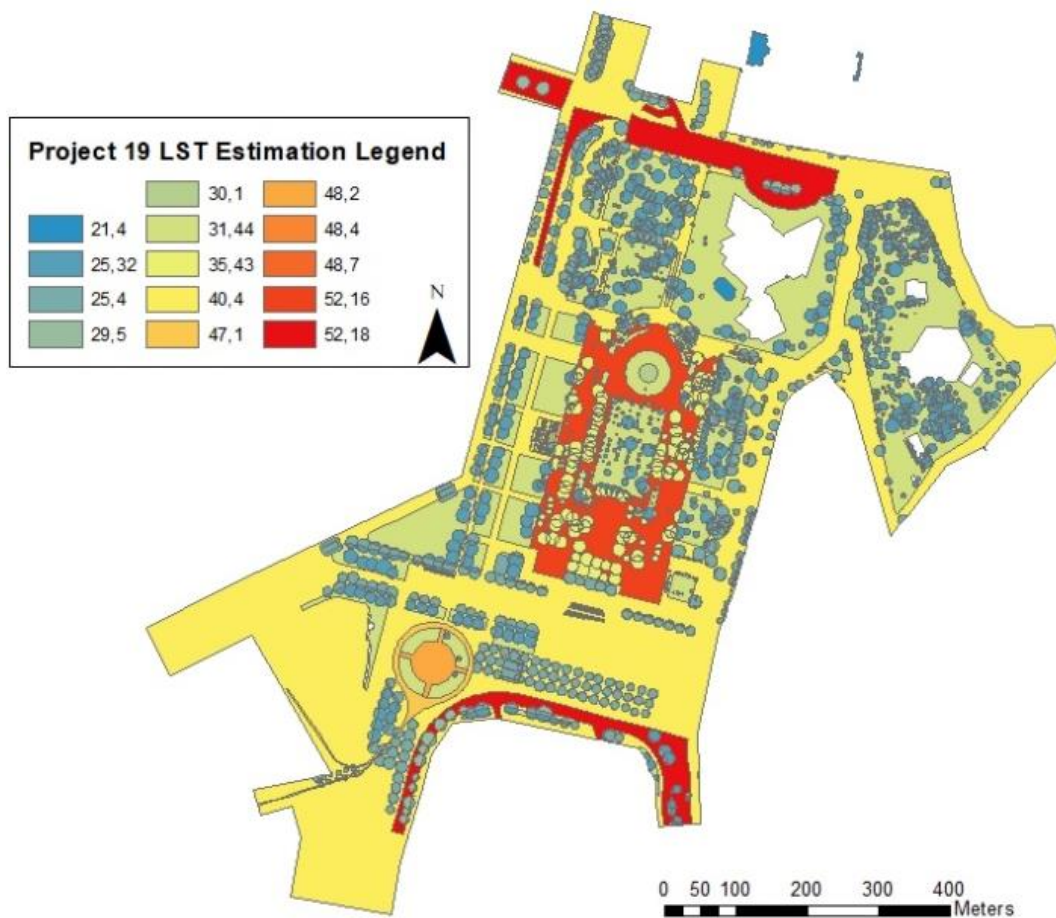 Project 19 LST Estimation Legend
30,1 48,2
21,4 31,44 48,4
25,32 35,43 48,7
25,4 40,4 52,16
29,5 47,1 52,18
N
0 50 100 200 300 400
Meters